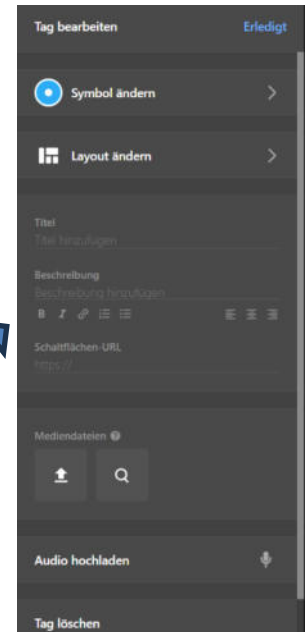 Tag bearbeiten
Erledigt
Symbol ändern
Layout ändern
Titel
Titel hinzufügen
Beschreibung
Beschreibung hinzufügen
B I
Schaltflächen-URL
https://
Mediendateien
Audio hochladen
Tag löschen